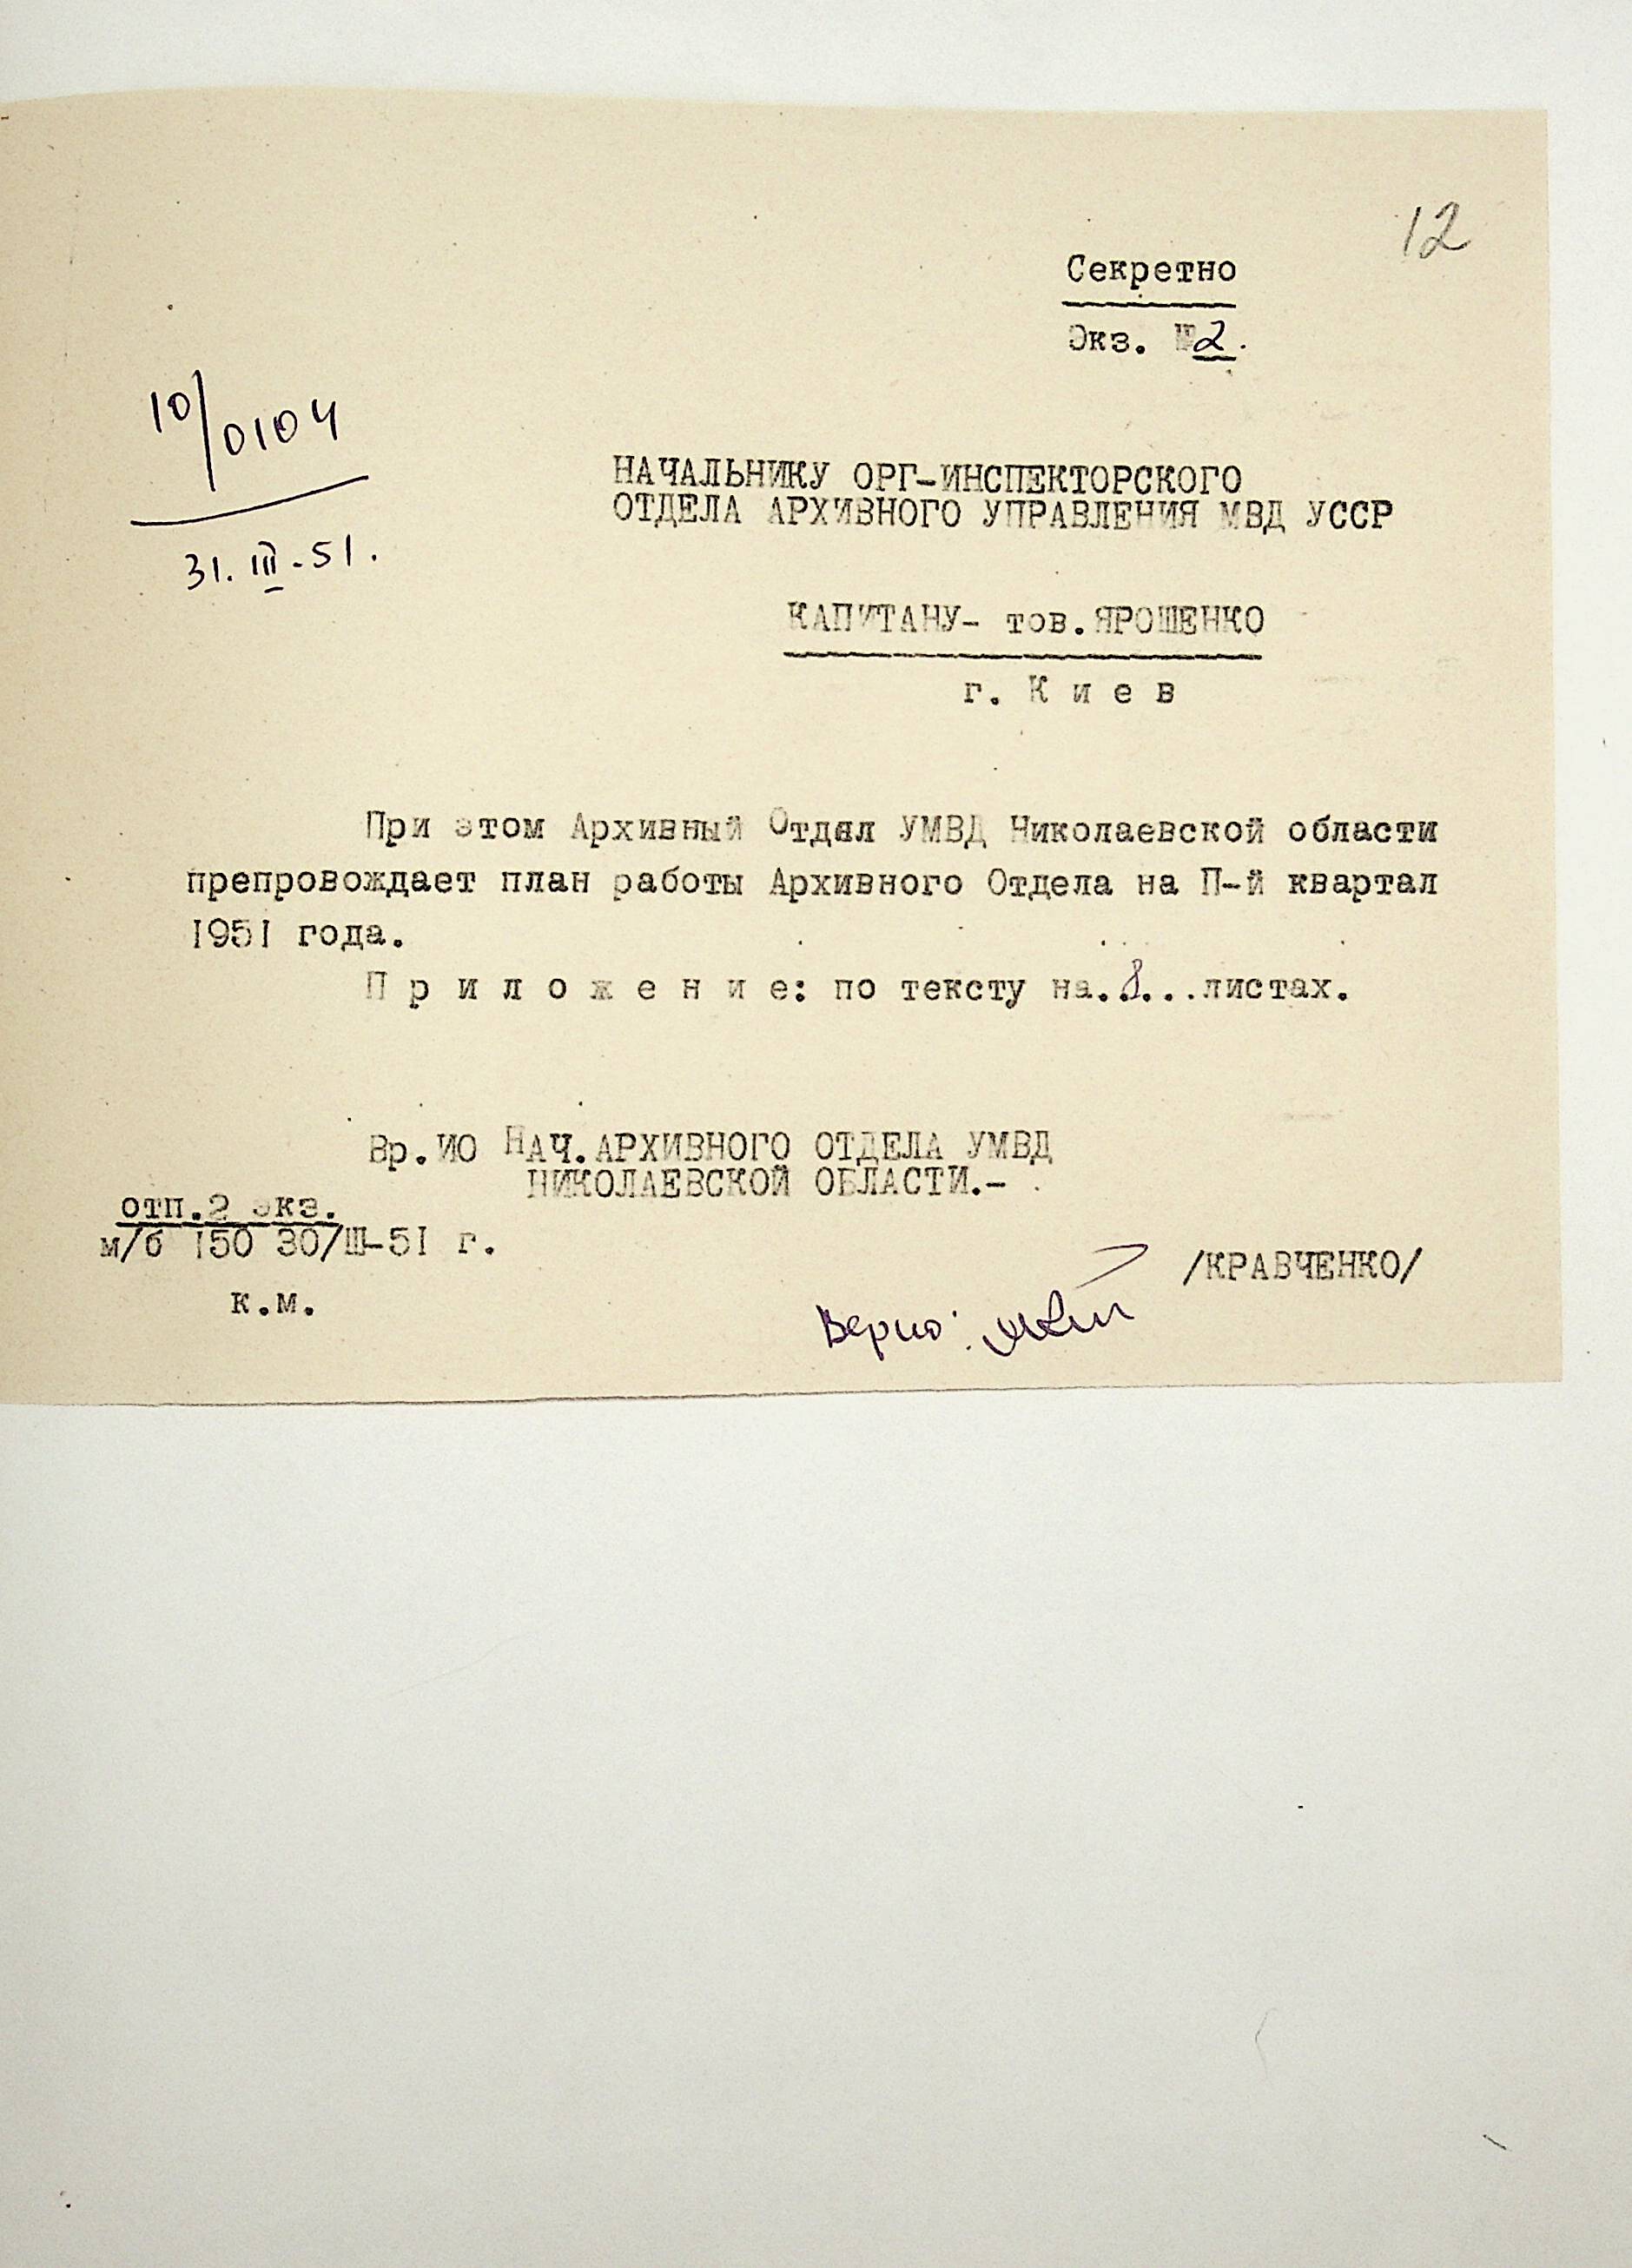 12
Секретно
Экз. №2.
10/0104
31.III-51.
НАЧАЛЬНИКУ ОРГ-ИНСПЕКТОРСКОГО
ОТДЕЛА АРХИВНОГО УПРАВЛЕНИЯ МВД УССР
КАПИТАНУ- тов.ЯРОШЕНКО
г. К и е в
При этом Архивный Отдял УМВД Николаевской области
препровождает план работы Архивного Отдела на П-й квартал
1951 года.
П р и л о ж е н и е: по тексту на..8...листах.
Вр.ИО НАЧ.АРХИВНОГО ОТДЕЛА УМВД
НИКОЛАЕВСКОЙ ОБЛАСТИ.-
отп.2 экз.
м/б 150 30/Ш-51 г.
к.м.
/КРАВЧЕНКО/
Верно: